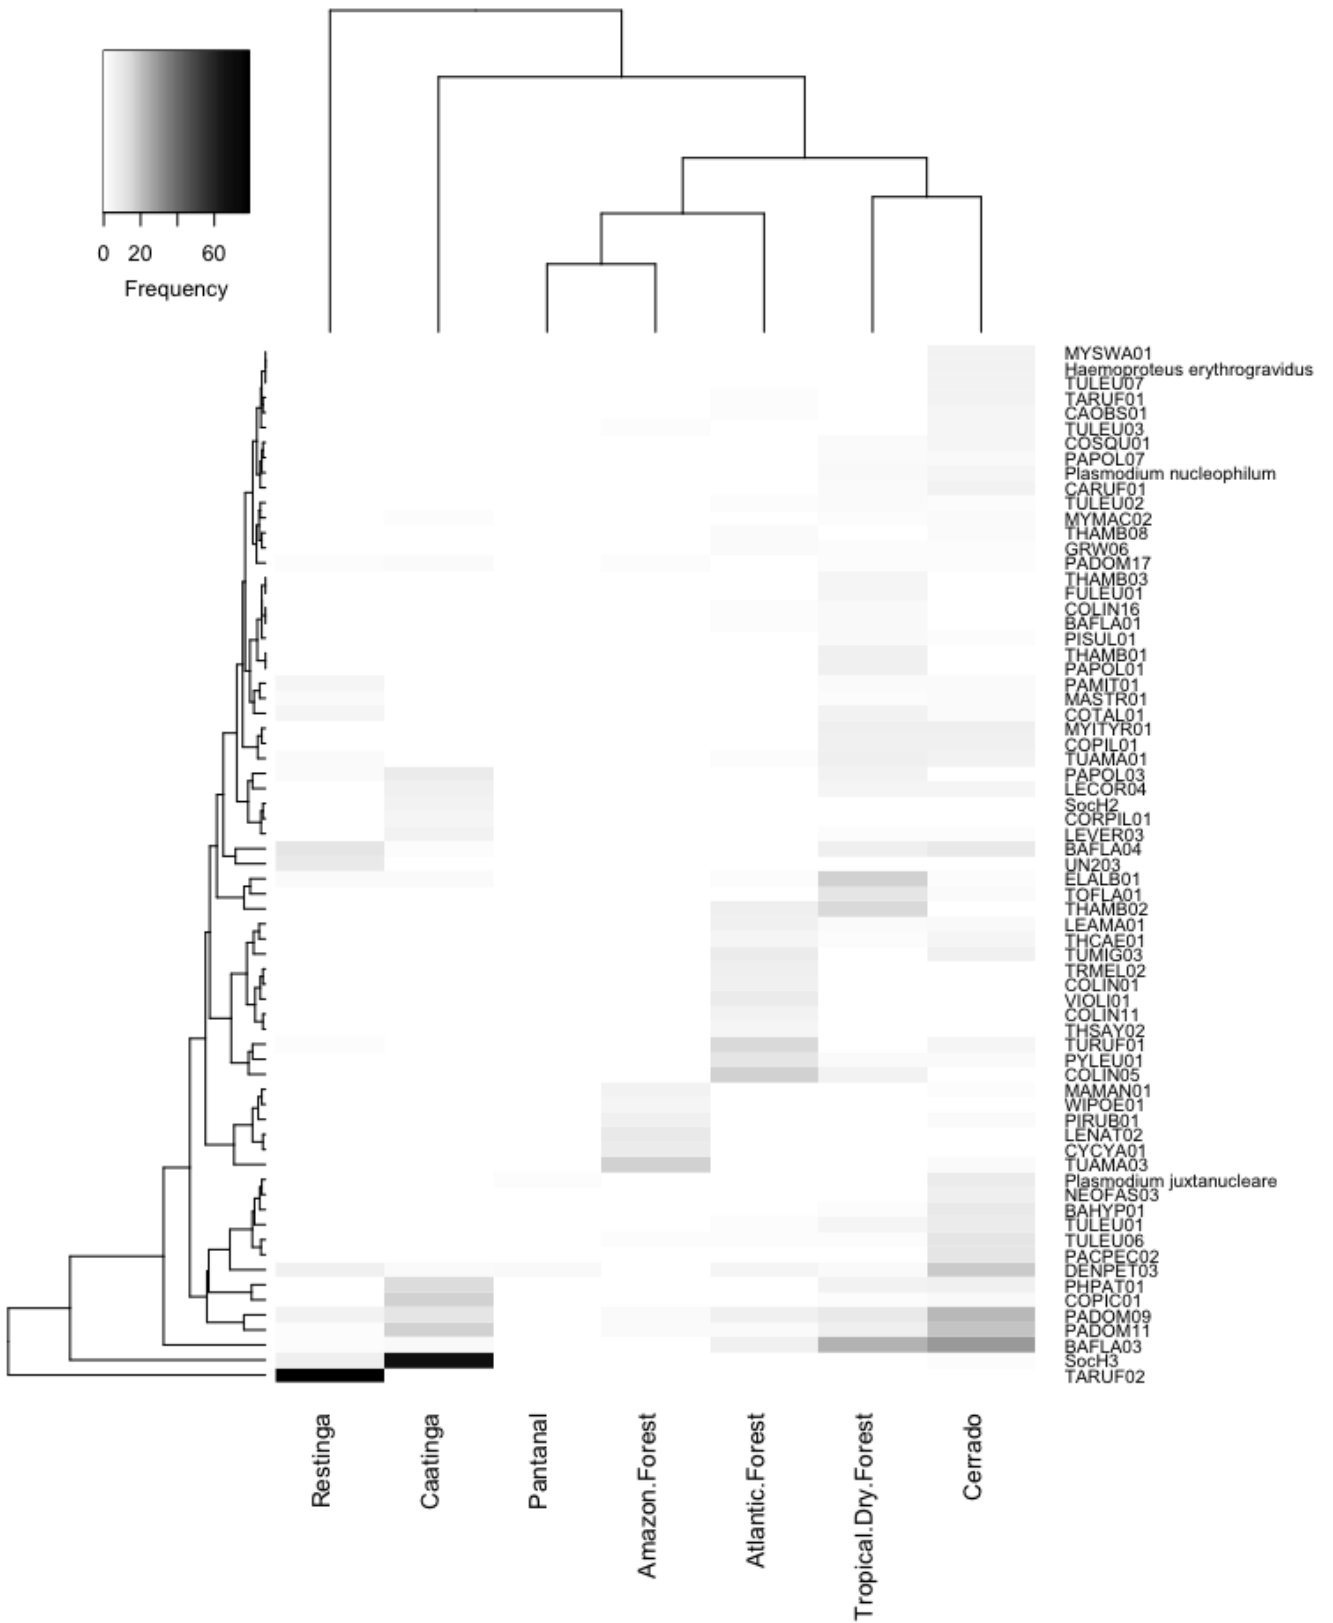 0 20 60
Frequency
MYSWA01
Haemoproteus erythrogravidus
TULEU07
TARUF01
CAOBS01
TULEU03
COSQU01
PAPOL07
Plasmodium nucleophilum
CARUF01
TULEU02
MYMAC02
THAMB08
GRW06
PADOM17
THAMB03
FULEU01
COLIN16
BAFLA01
PISUL01
THAMB01
PAPOL01
PAMIT01
MASTR01
COTAL01
MYITYR01
COPIL01
TUAMA01
PAPOL03
LECOR04
SocH2
CORPIL01
LEVER03
BAFLA04
UN203
ELALB01
TOFLA01
THAMB02
LEAMA01
THCAE01
TUMIG03
TRMEL02
COLIN01
VIOLI01
COLIN11
THSAY02
TURUF01
PYLEU01
COLIN05
MAMAN01
WIPOE01
PIRUB01
LENAT02
CYCYA01
TUAMA03
Plasmodium juxtanucleare
NEOFAS03
BAHYP01
TULEU01
TULEU06
PACPEC02
DENPET03
PHPAT01
COPIC01
PADOM09
PADOM11
BAFLA03
SocH3
TARUF02
Restinga
Caatinga
Pantanal
Amazon.Forest
Atlantic.Forest
Tropical.Dry.Forest
Cerrado